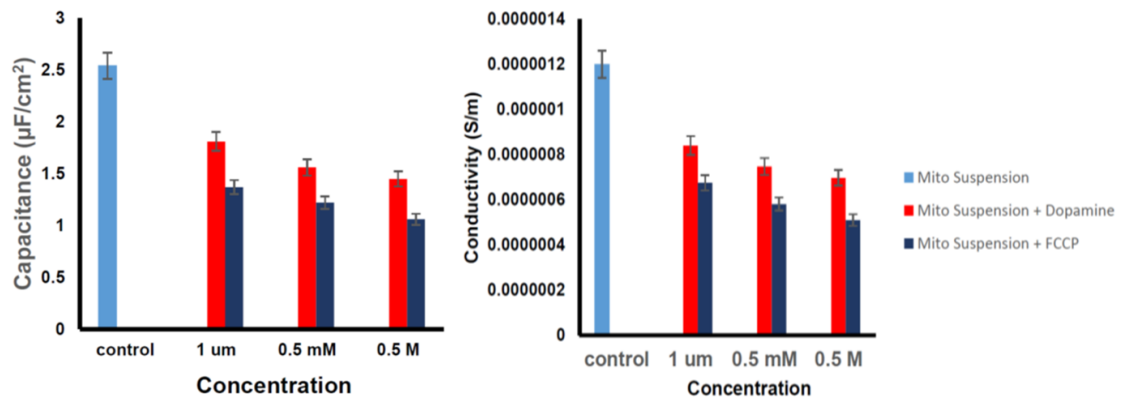 3
2.5
2
1.5
1
0.5
0
Capacitance (µF/cm²)
control
1 um
0.5 mM
0.5 M
Concentration
0.0000014
0.0000012
0.0000001
0.0000008
0.0000006
0.0000004
0.0000002
0
Conductivity (S/m)
control
1 um
0.5 mM
0.5 M
Concentration
Mito Suspension
Mito Suspension + Dopamine
Mito Suspension + FCCP